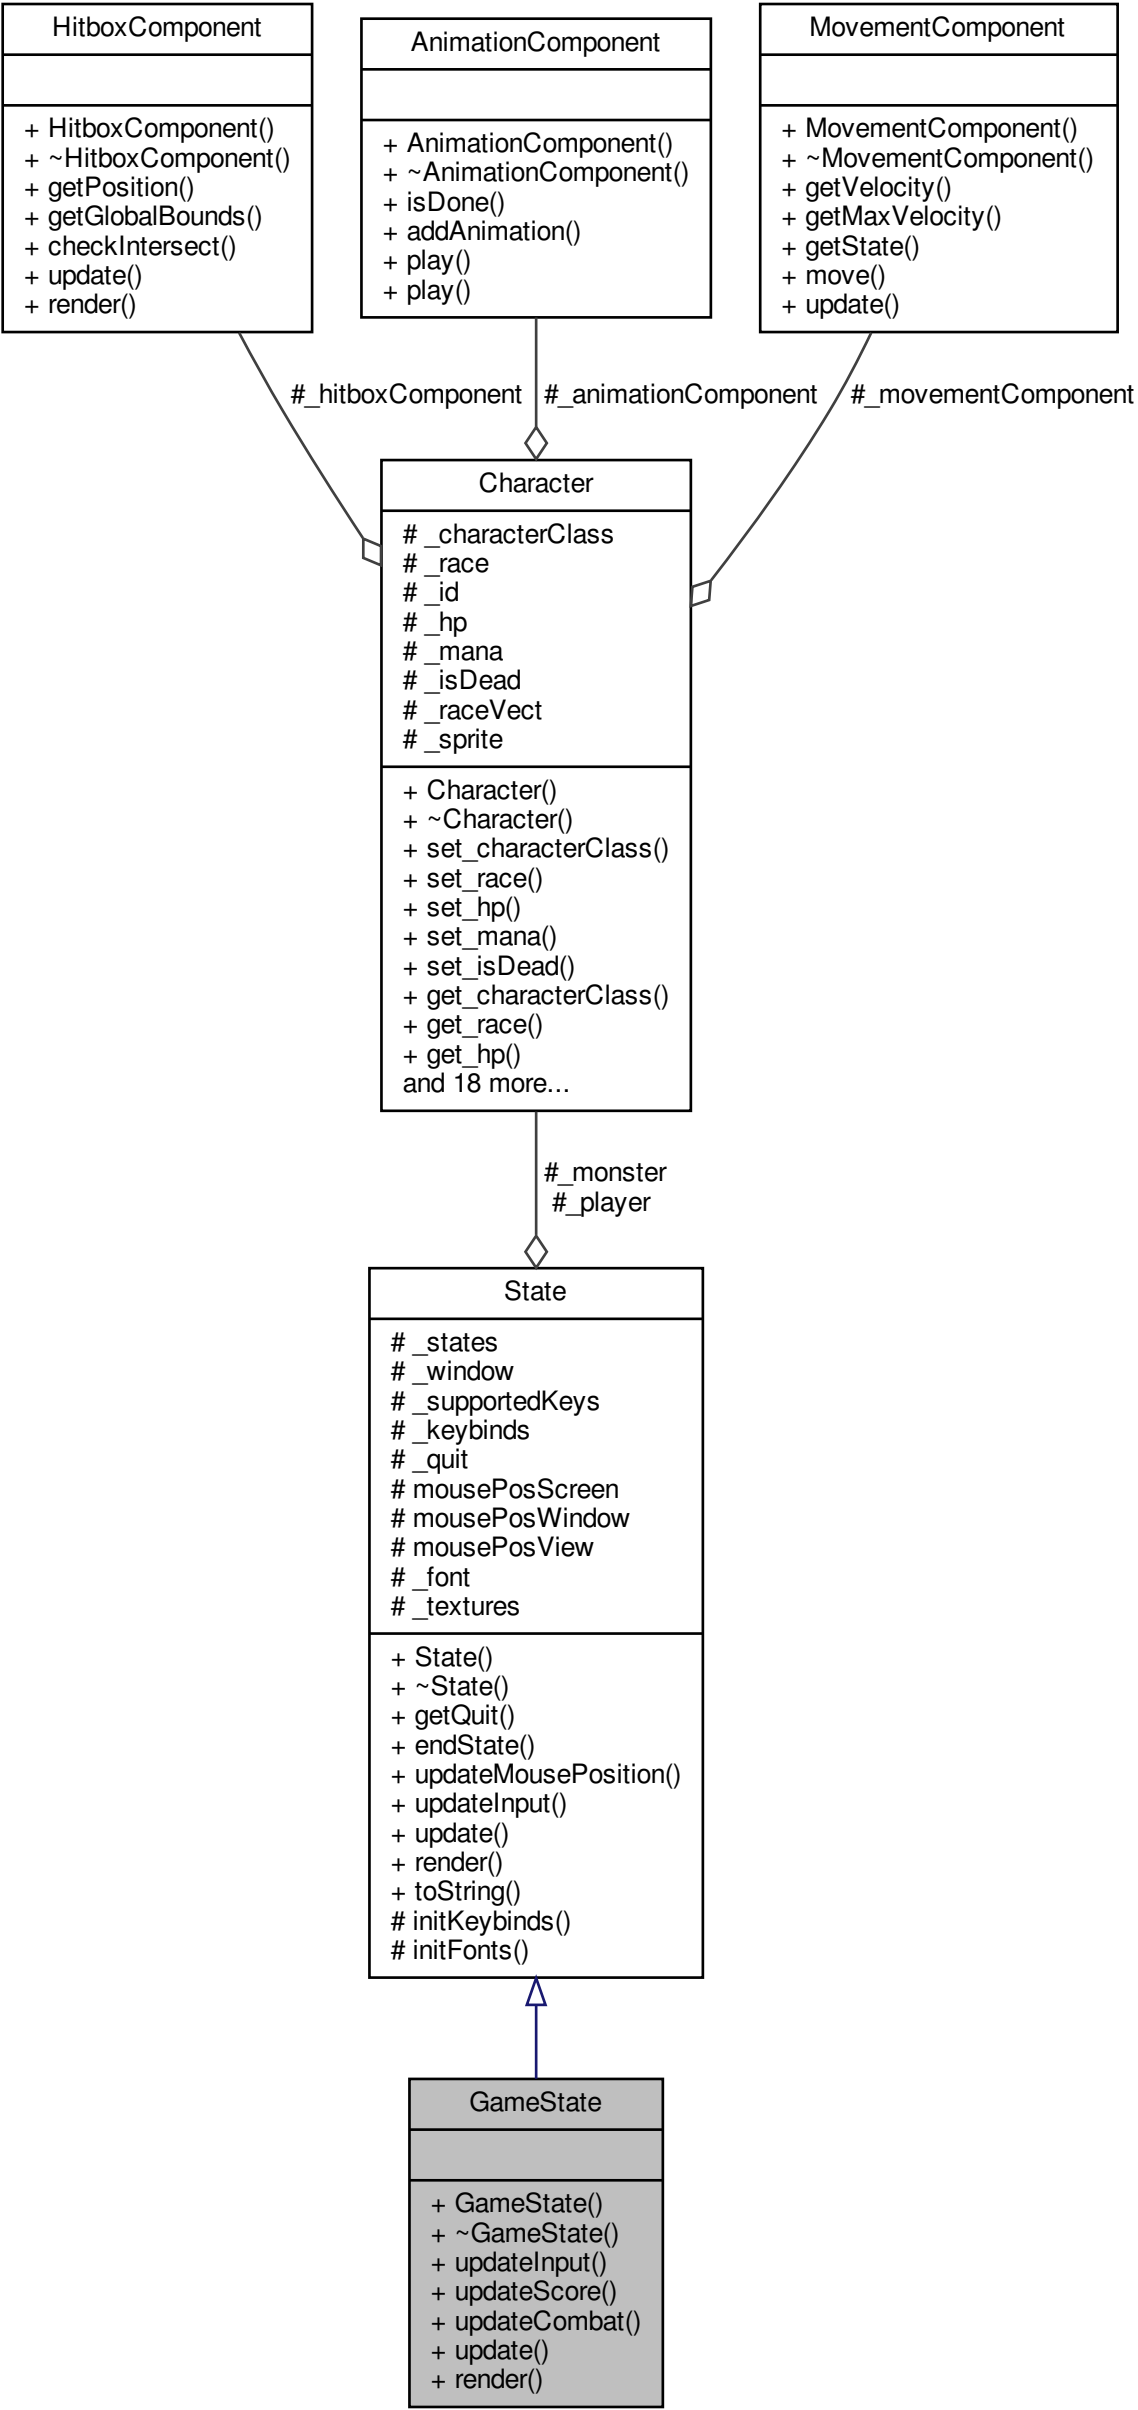 HitboxComponent
+ HitboxComponent()
+ ~HitboxComponent()
+ getPosition()
+ getGlobalBounds()
+ checkIntersect()
+ update()
+ render()
AnimationComponent
+ AnimationComponent()
+ ~AnimationComponent()
+ isDone()
+ addAnimation()
+ play()
+ play()
MovementComponent
+ MovementComponent()
+ ~MovementComponent()
+ getVelocity()
+ getMaxVelocity()
+ getState()
+ move()
+ update()
#_hitboxComponent
#_animationComponent
#_movementComponent
Character
# _characterClass
# _race
# _id
# _hp
# _mana
# _isDead
# _raceVect
# _sprite
+ Character()
+ ~Character()
+ set_characterClass()
+ set_race()
+ set_hp()
+ set_mana()
+ set_isDead()
+ get_characterClass()
+ get_race()
+ get_hp()
and 18 more...
#_monster
#_player
State
# _states
# _window
# _supportedKeys
# _keybinds
# _quit
# mousePosScreen
# mousePosWindow
# mousePosView
# _font
# _textures
+ State()
+ ~State()
+ getQuit()
+ endState()
+ updateMousePosition()
+ updateInput()
+ update()
+ render()
+ toString()
# initKeybinds()
# initFonts()
GameState
+ GameState()
+ ~GameState()
+ updateInput()
+ updateScore()
+ updateCombat()
+ update()
+ render()